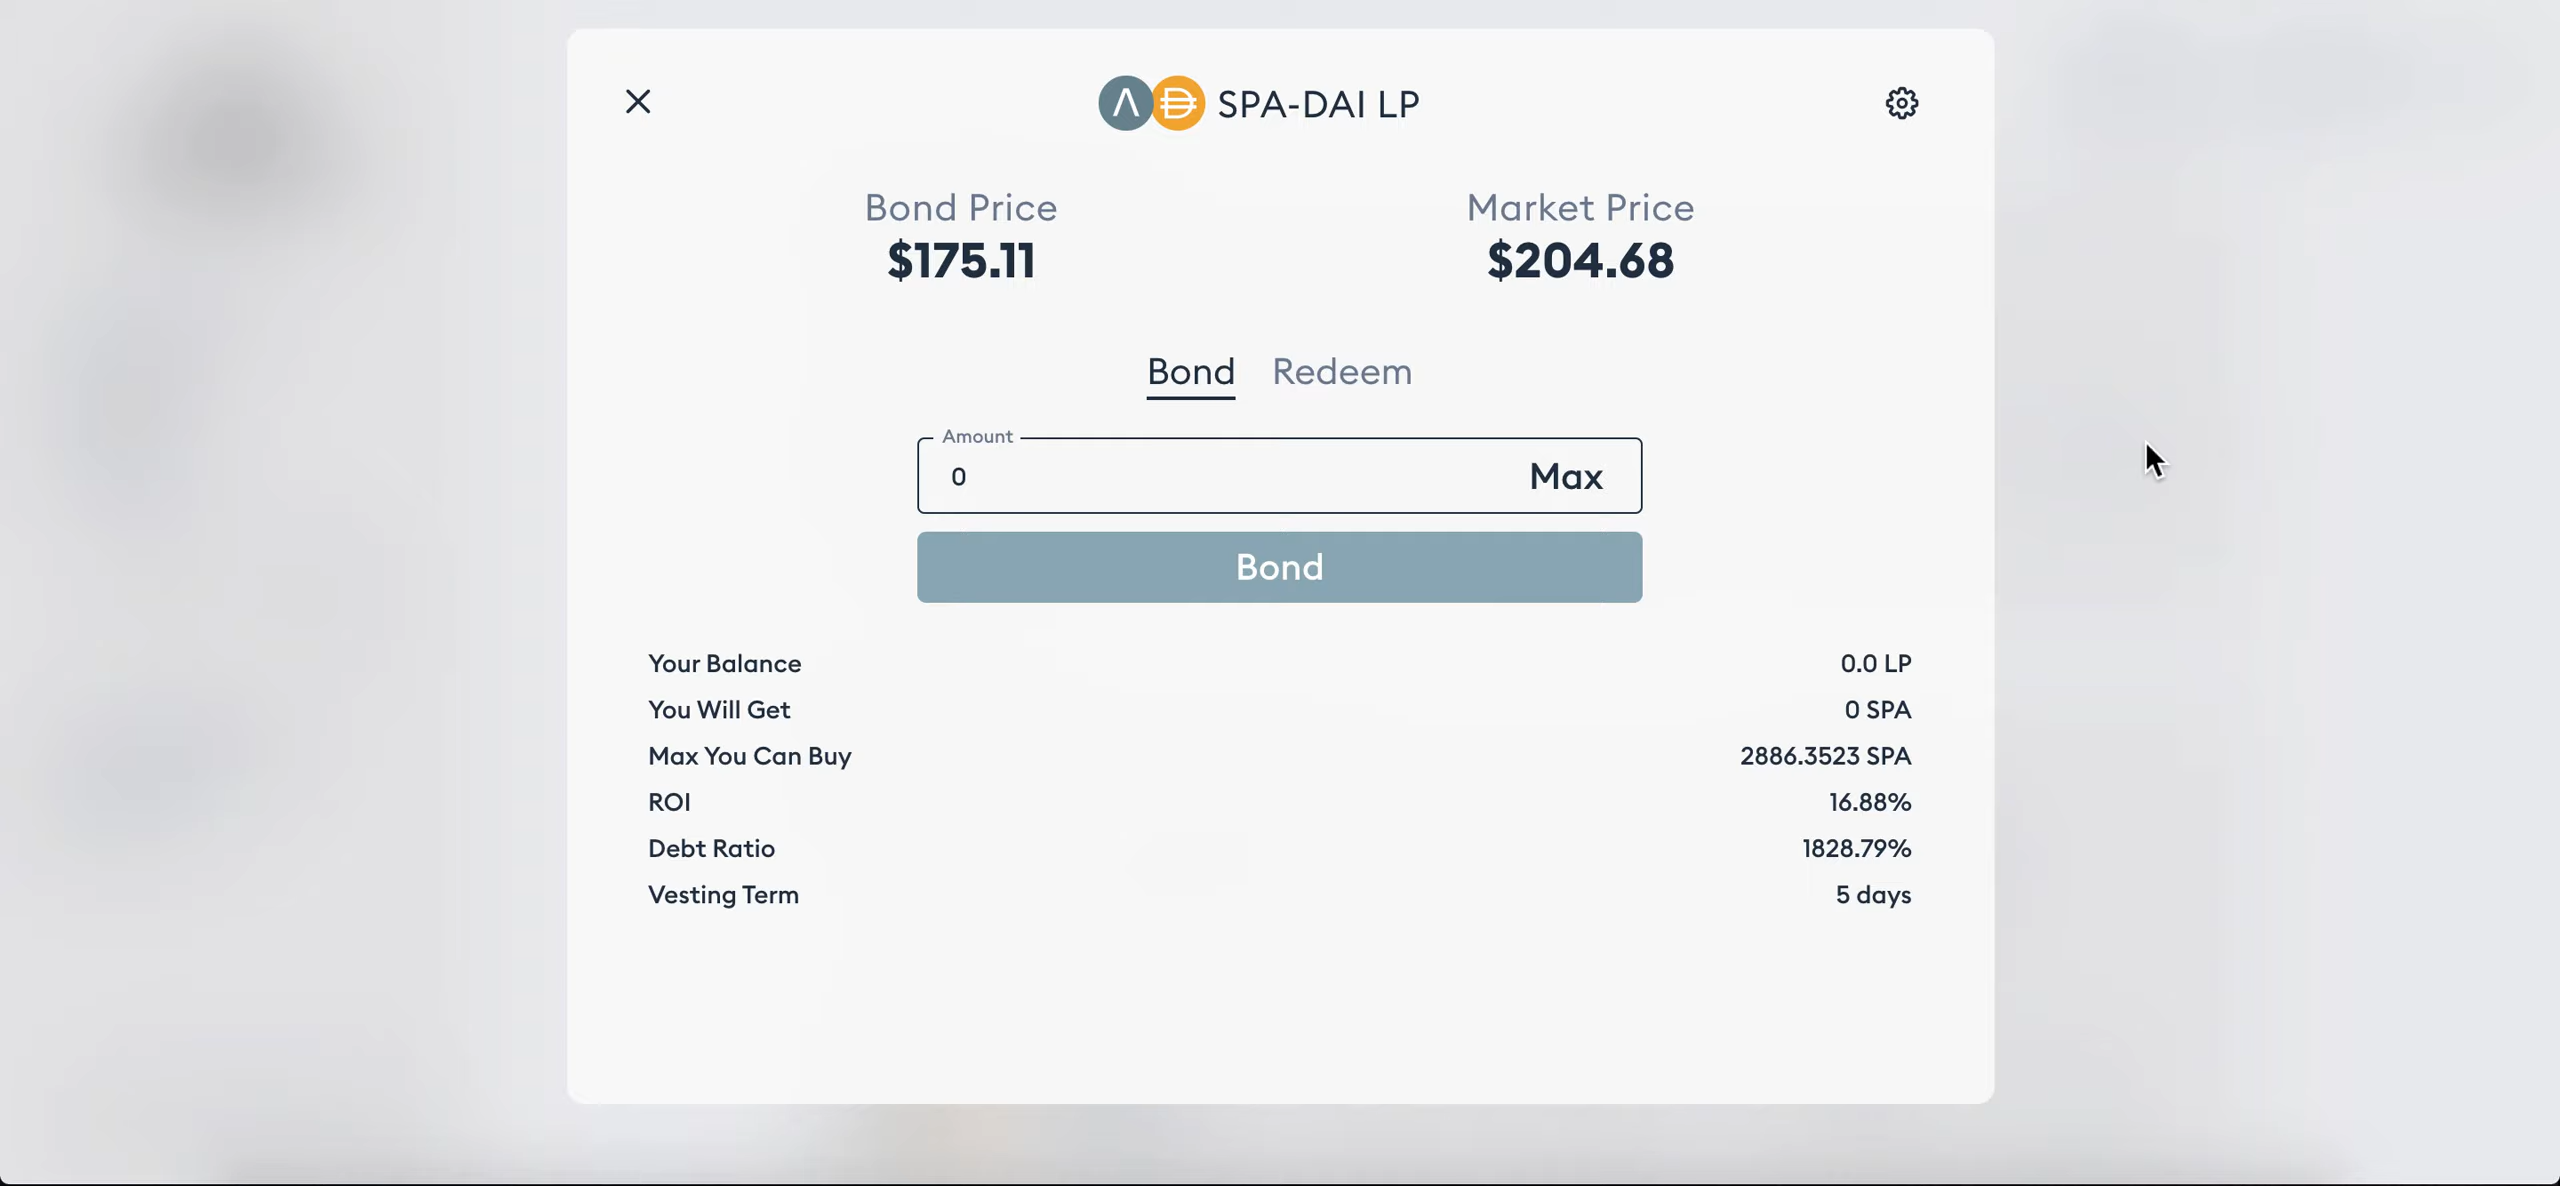 SPA-DAI LP
Bond Price
Market Price
$175.11
$204.68
Bond
Redeem
Amount
0
Max
Bond
Your Balance
0.0 LP
You Will Get
0 SPA
Max You Can Buy
2886.3523 SPA
ROI
16.88%
Debt Ratio
1828.79%
Vesting Term
5 days